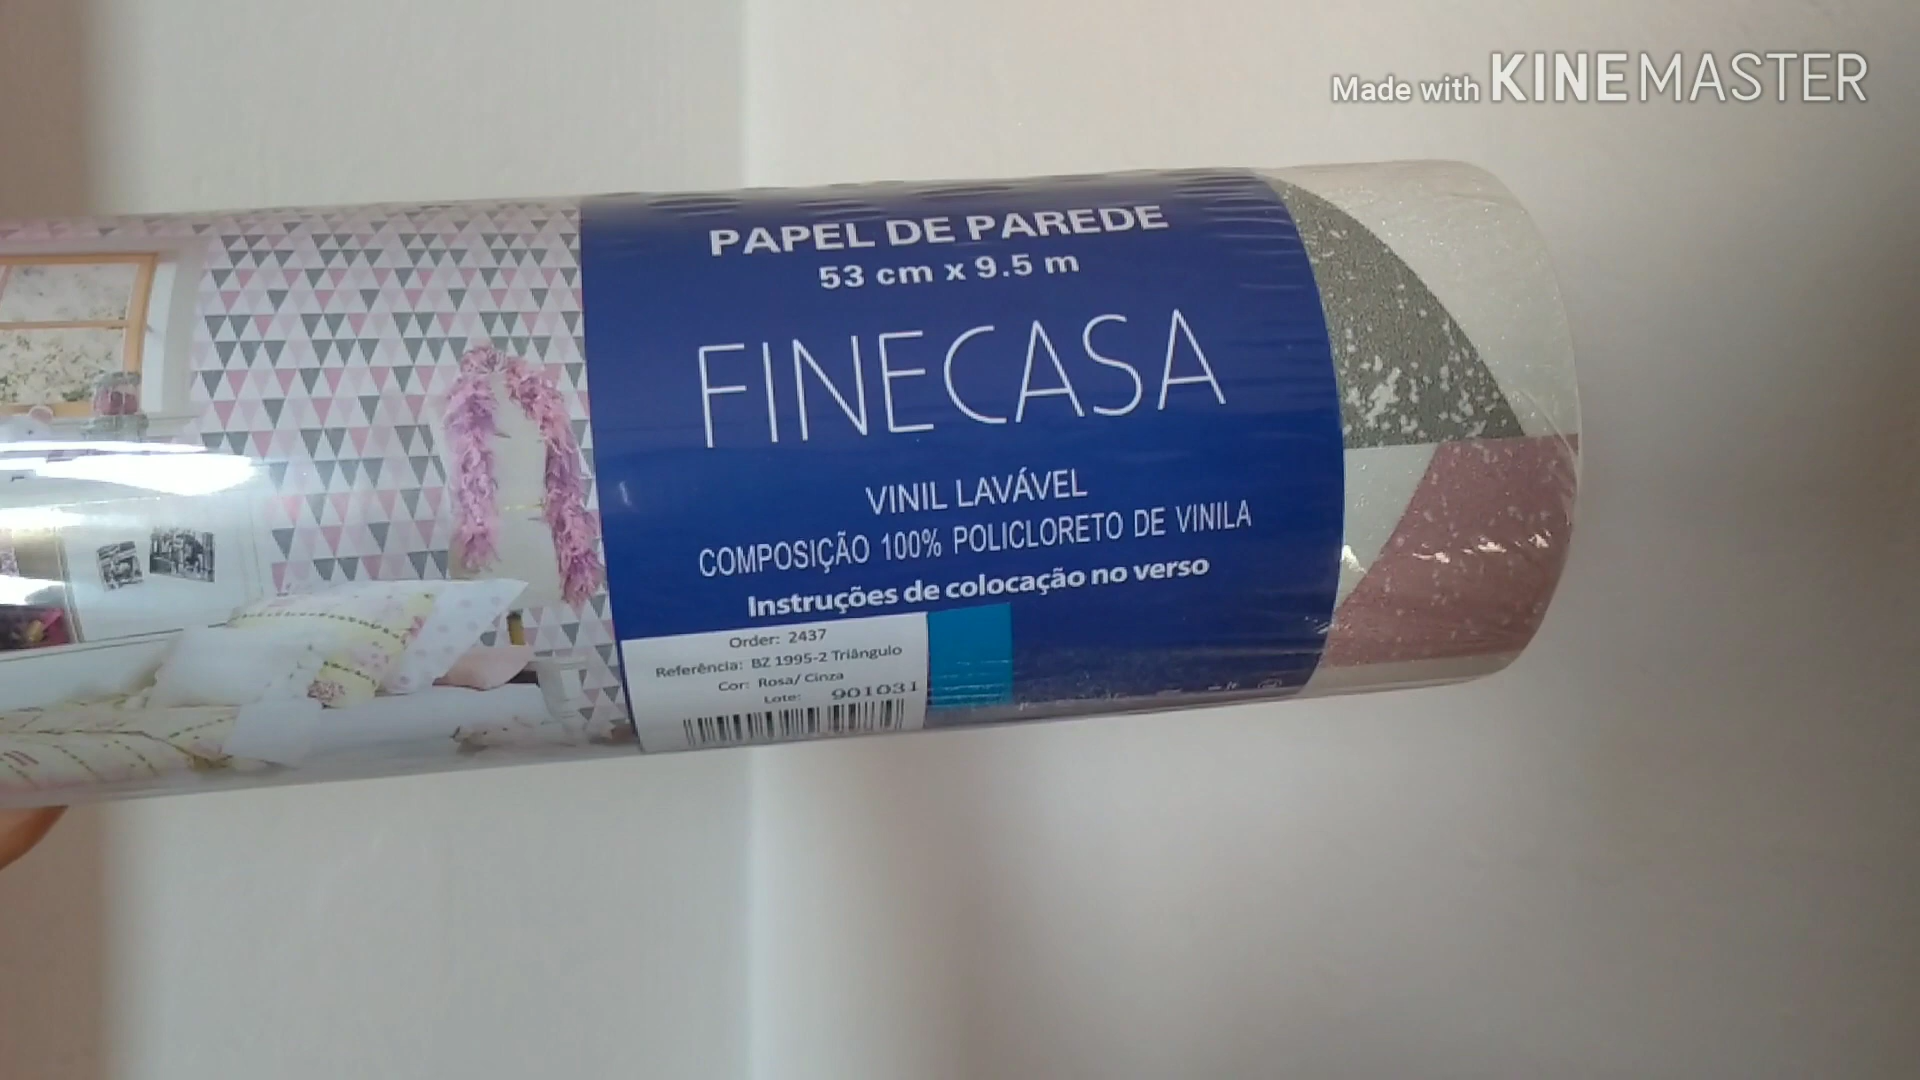 Made with KINEMASTER
PAPEL DE PAREDE
53 cm x 9.5 m
FINECASA
VINIL LAVÁVEL
COMPOSIÇÃO 100% POLICLORETO DE VINILA
Instruções de colocação no verso
Order: 2437
Referência: BZ 1995-2 Triângulo
Cor: Rosa/ Cinza
Lote: 901031